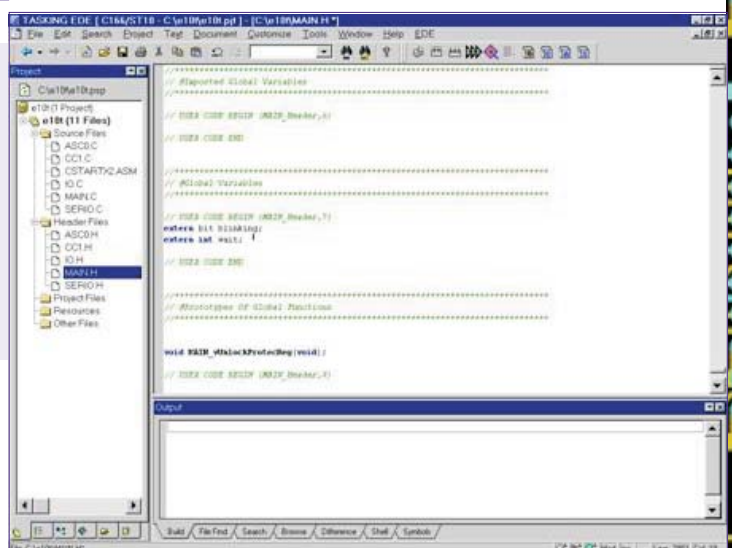 TASKING EDE [ C166/ST10 - C:\e10t\e10t.pjt ] - [C:\e10t\MAIN.H *]
File Edit Search Project Text Document Customize Tools Window Help EDE
Project
C:\e10t\e10t.psp
e10t (1 Project)
e10t (11 Files)
Source Files
ASC0.C
CC1.C
CSTARTX2.ASM
IO.C
MAIN.C
SERIO.C
Header Files
ASC0.H
CC1.H
IO.H
MAIN.H
SERIO.H
Project Files
Resources
Other Files
// @Imported Global Variables
// USER CODE BEGIN (MAIN_Header,6)
// USER CODE END
// @Global Variables
// USER CODE BEGIN (MAIN_Header,7)
extern bit blinking;
extern int wait;
// USER CODE END
// @Prototypes Of Global Functions
void MAIN_vUnlockProtecReg(void);
// USER CODE BEGIN (MAIN_Header,8)
Output
Build / File Find / Search / Browse / Difference / Shell / Symbols /